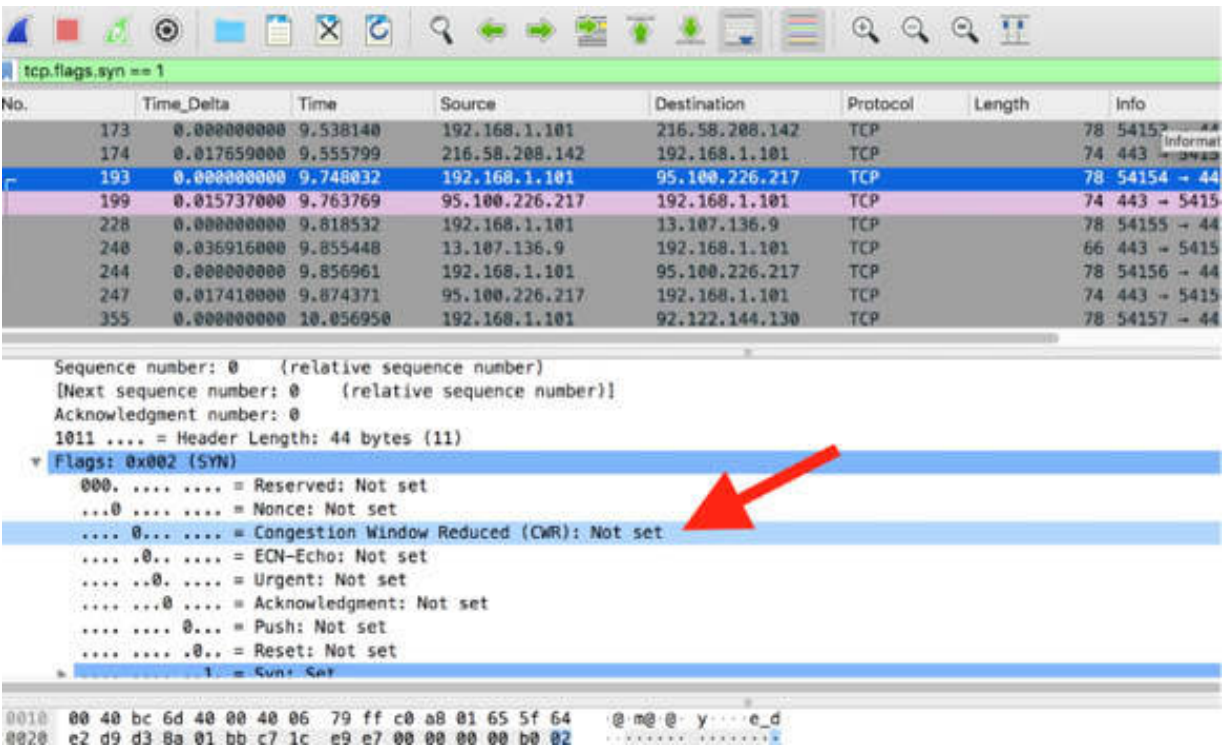 tcp.flags.syn == 1
No. Time_Delta Time Source Destination Protocol Length Info
173 0.000000000 9.538140 192.168.1.101 216.58.208.142 TCP 78 54153 → 44
Informat
174 0.017659000 9.555799 216.58.208.142 192.168.1.101 TCP 74 443 → 5415
193 0.000000000 9.748032 192.168.1.101 95.100.226.217 TCP 78 54154 → 44
199 0.015737000 9.763769 95.100.226.217 192.168.1.101 TCP 74 443 → 5415
228 0.000000000 9.818532 192.168.1.101 13.107.136.9 TCP 78 54155 → 44
240 0.036916000 9.855448 13.107.136.9 192.168.1.101 TCP 66 443 → 5415
244 0.000000000 9.856961 192.168.1.101 95.100.226.217 TCP 78 54156 → 44
247 0.017410000 9.874371 95.100.226.217 192.168.1.101 TCP 74 443 → 5415
355 0.000000000 10.056950 192.168.1.101 92.122.144.130 TCP 78 54157 → 44
Sequence number: 0 (relative sequence number)
[Next sequence number: 0 (relative sequence number)]
Acknowledgment number: 0
1011 .... = Header Length: 44 bytes (11)
Flags: 0x002 (SYN)
000. .... .... = Reserved: Not set
...0 .... .... = Nonce: Not set
.... 0... .... = Congestion Window Reduced (CWR): Not set
.... .0.. .... = ECN-Echo: Not set
.... ..0. .... = Urgent: Not set
.... ...0 .... = Acknowledgment: Not set
.... .... 0... = Push: Not set
.... .... .0.. = Reset: Not set
.... .... ..1. = Syn: Set
0010 00 40 bc 6d 40 00 40 06 79 ff c0 a8 01 65 5f 64 ·@·m@·@· y····e_d
0020 e2 d9 d3 8a 01 bb c7 1c e9 e7 00 00 00 00 b0 02 ········ ········